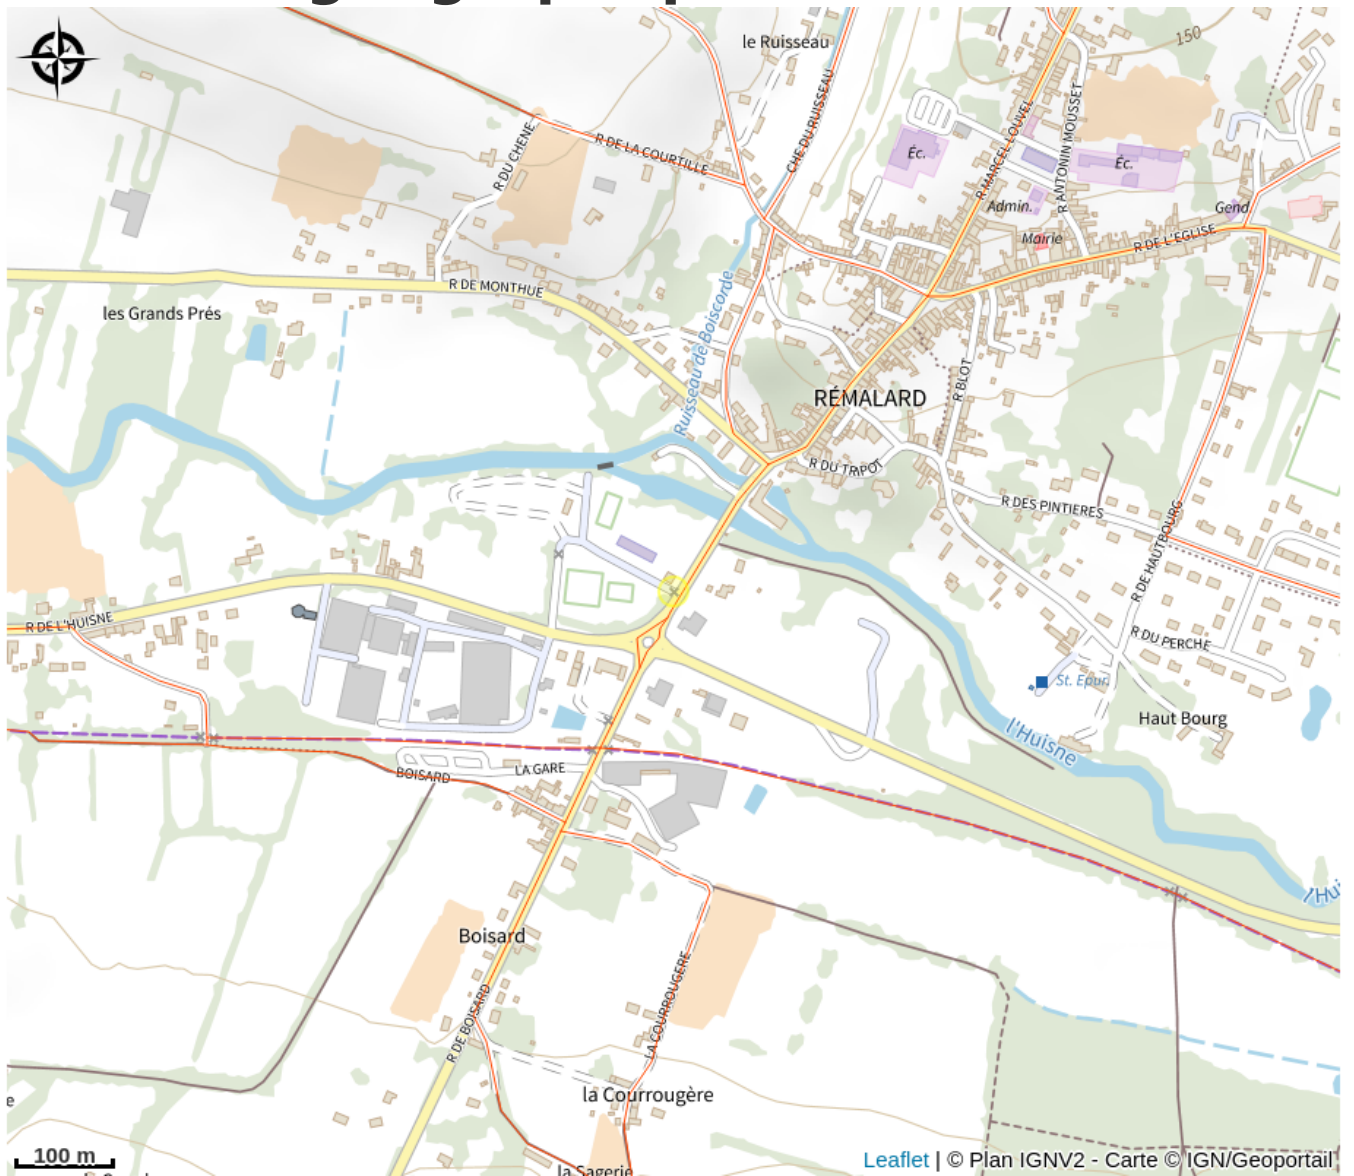 le Ruisseau
150
CHE DU RUISSEAU
R DU CHENE
R DE LA COURTILLE
R MARCEL LOUVEL
R ANTONIN MOUSSET
Éc.
Éc.
Admin.
Gend.
Mairie
R DE L'EGLISE
R DE MONTHUE
les Grands Prés
Ruisseau de Boiscorde
R BLOT
RÉMALARD
R DU TRIPOT
R DES PINTIERES
R DE HAUTBOURG
R DE L'HUISNE
R DU PERCHE
St. Epur.
Haut Bourg
l'Huisne
BOISARD
LA GARE
Boisard
LA COURROUGERE
R DE BOISARD
la Courrougère
e
100 m
la Sagerie
Leaflet | © Plan IGNV2 - Carte © IGN/Geoportail